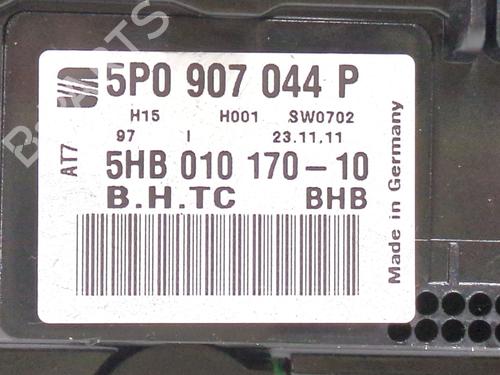 5P0 907 044 P
H15 H001 SW0702
97 I 23.11.11
AT7
5HB 010 170-10
B.H.TC BHB
Made in Germany
B-PARTS